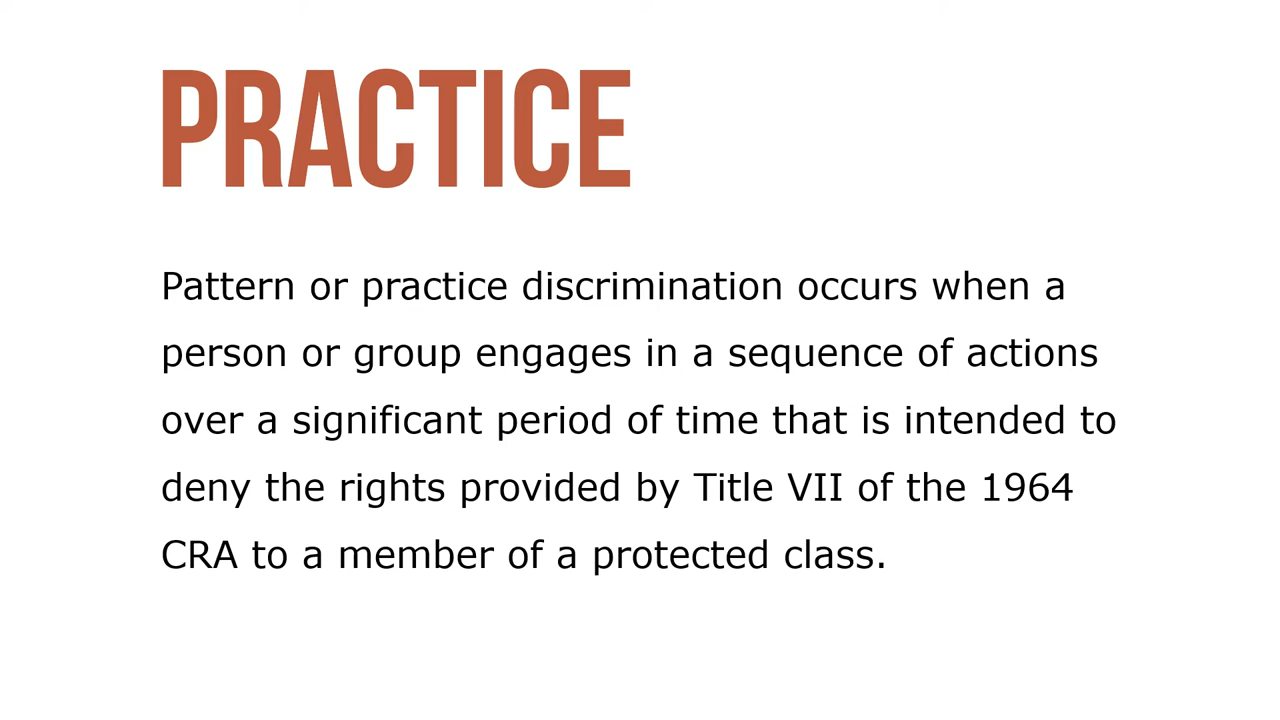 PRACTICE
Pattern or practice discrimination occurs when a
person or group engages in a sequence of actions
over a significant period of time that is intended to
deny the rights provided by Title VII of the 1964
CRA to a member of a protected class.